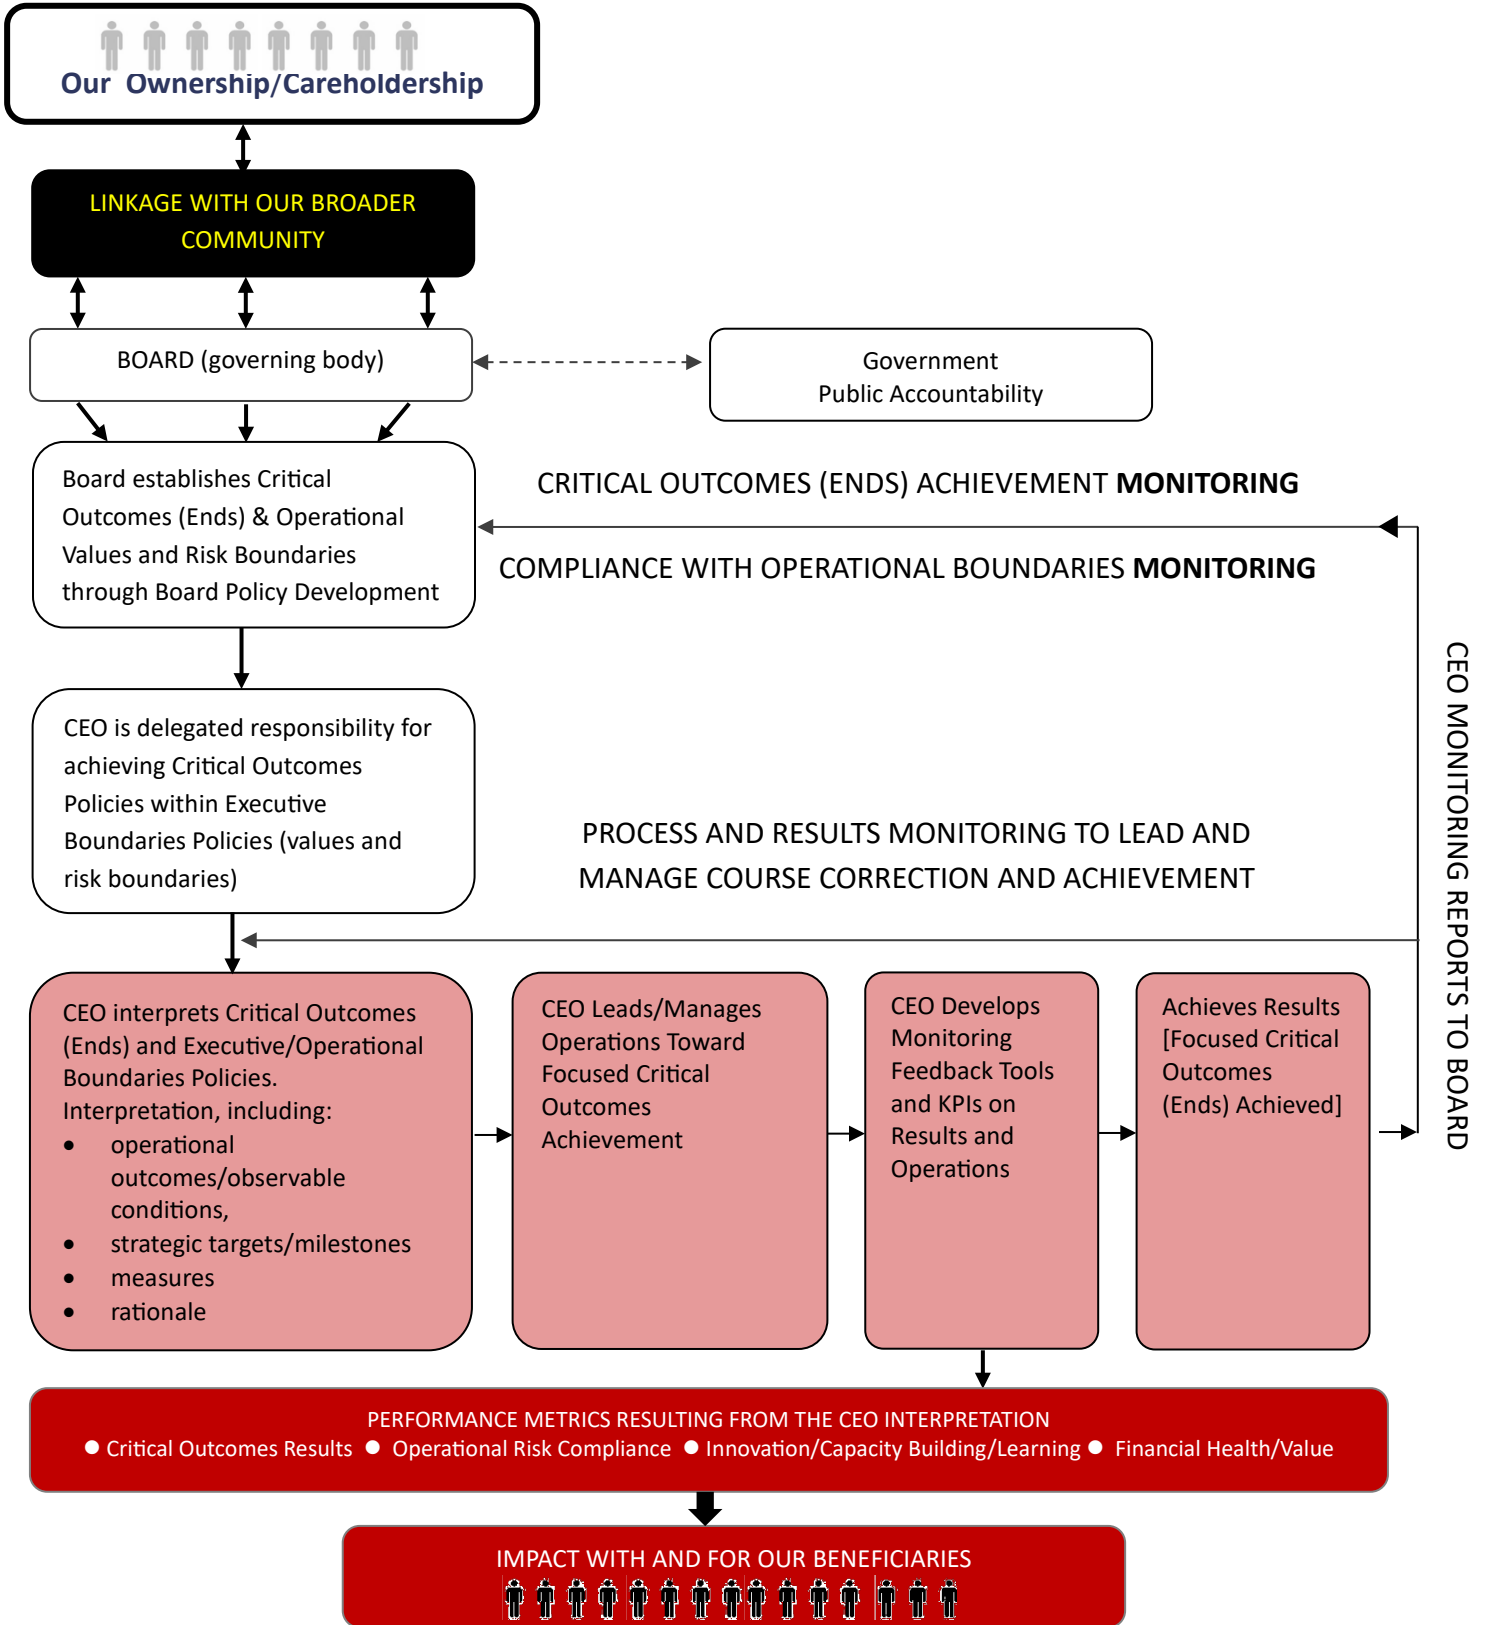 Our Ownership/Careholdership
LINKAGE WITH OUR BROADER
COMMUNITY
BOARD (governing body)
Government
Public Accountability
Board establishes Critical
Outcomes (Ends) & Operational
Values and Risk Boundaries
through Board Policy Development
CRITICAL OUTCOMES (ENDS) ACHIEVEMENT MONITORING
COMPLIANCE WITH OPERATIONAL BOUNDARIES MONITORING
CEO MONITORING REPORTS TO BOARD
CEO is delegated responsibility for
achieving Critical Outcomes
Policies within Executive
Boundaries Policies (values and
risk boundaries)
PROCESS AND RESULTS MONITORING TO LEAD AND
MANAGE COURSE CORRECTION AND ACHIEVEMENT
CEO interprets Critical Outcomes
(Ends) and Executive/Operational
Boundaries Policies.
Interpretation, including:
• operational
outcomes/observable
conditions,
• strategic targets/milestones
• measures
• rationale
CEO Leads/Manages
Operations Toward
Focused Critical
Outcomes
Achievement
CEO Develops
Monitoring
Feedback Tools
and KPIs on
Results and
Operations
Achieves Results
[Focused Critical
Outcomes
(Ends) Achieved]
PERFORMANCE METRICS RESULTING FROM THE CEO INTERPRETATION
● Critical Outcomes Results ● Operational Risk Compliance ● Innovation/Capacity Building/Learning ● Financial Health/Value
IMPACT WITH AND FOR OUR BENEFICIARIES